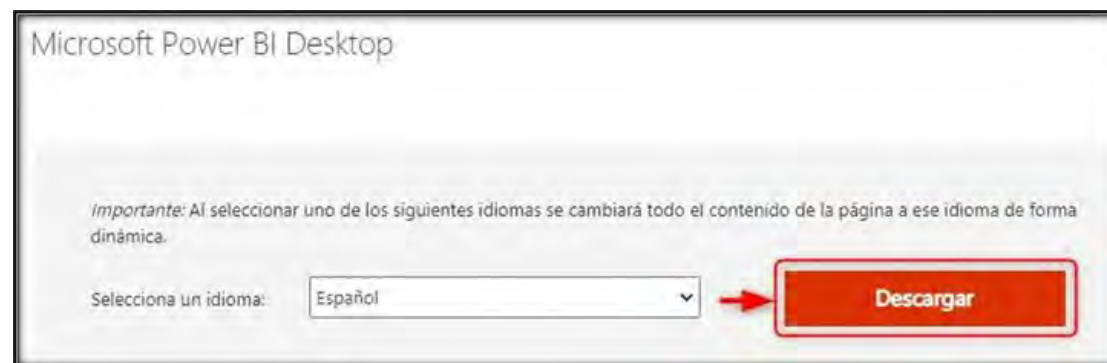 Microsoft Power BI Desktop
Importante: Al seleccionar uno de los siguientes idiomas se cambiará todo el contenido de la página a ese idioma de forma
dinámica.
Selecciona un idioma: Español Descargar